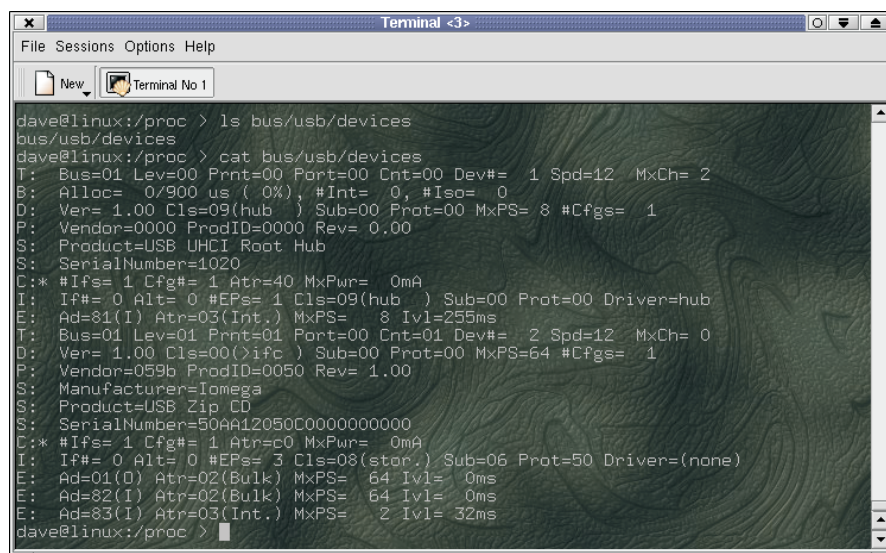 Terminal <3>
File Sessions Options Help
New Terminal No 1
dave@linux:/proc > ls bus/usb/devices
bus/usb/devices
dave@linux:/proc > cat bus/usb/devices
T:  Bus=01 Lev=00 Prnt=00 Port=00 Cnt=00 Dev#=  1 Spd=12  MxCh= 2
B:  Alloc=  0/900 us ( 0%), #Int=  0, #Iso=  0
D:  Ver= 1.00 Cls=09(hub  ) Sub=00 Prot=00 MxPS= 8 #Cfgs=  1
P:  Vendor=0000 ProdID=0000 Rev= 0.00
S:  Product=USB UHCI Root Hub
S:  SerialNumber=1020
C:* #Ifs= 1 Cfg#= 1 Atr=40 MxPwr=  0mA
I:  If#= 0 Alt= 0 #EPs= 1 Cls=09(hub  ) Sub=00 Prot=00 Driver=hub
E:  Ad=81(I) Atr=03(Int.) MxPS=   8 Ivl=255ms
T:  Bus=01 Lev=01 Prnt=01 Port=00 Cnt=01 Dev#=  2 Spd=12  MxCh= 0
D:  Ver= 1.00 Cls=00(>ifc ) Sub=00 Prot=00 MxPS=64 #Cfgs=  1
P:  Vendor=059b ProdID=0050 Rev= 1.00
S:  Manufacturer=Iomega
S:  Product=USB Zip CD
S:  SerialNumber=50AA12050C0000000000
C:* #Ifs= 1 Cfg#= 1 Atr=c0 MxPwr=  0mA
I:  If#= 0 Alt= 0 #EPs= 3 Cls=08(stor.) Sub=06 Prot=50 Driver=(none)
E:  Ad=01(O) Atr=02(Bulk) MxPS=  64 Ivl=  0ms
E:  Ad=82(I) Atr=02(Bulk) MxPS=  64 Ivl=  0ms
E:  Ad=83(I) Atr=03(Int.) MxPS=   2 Ivl= 32ms
dave@linux:/proc >